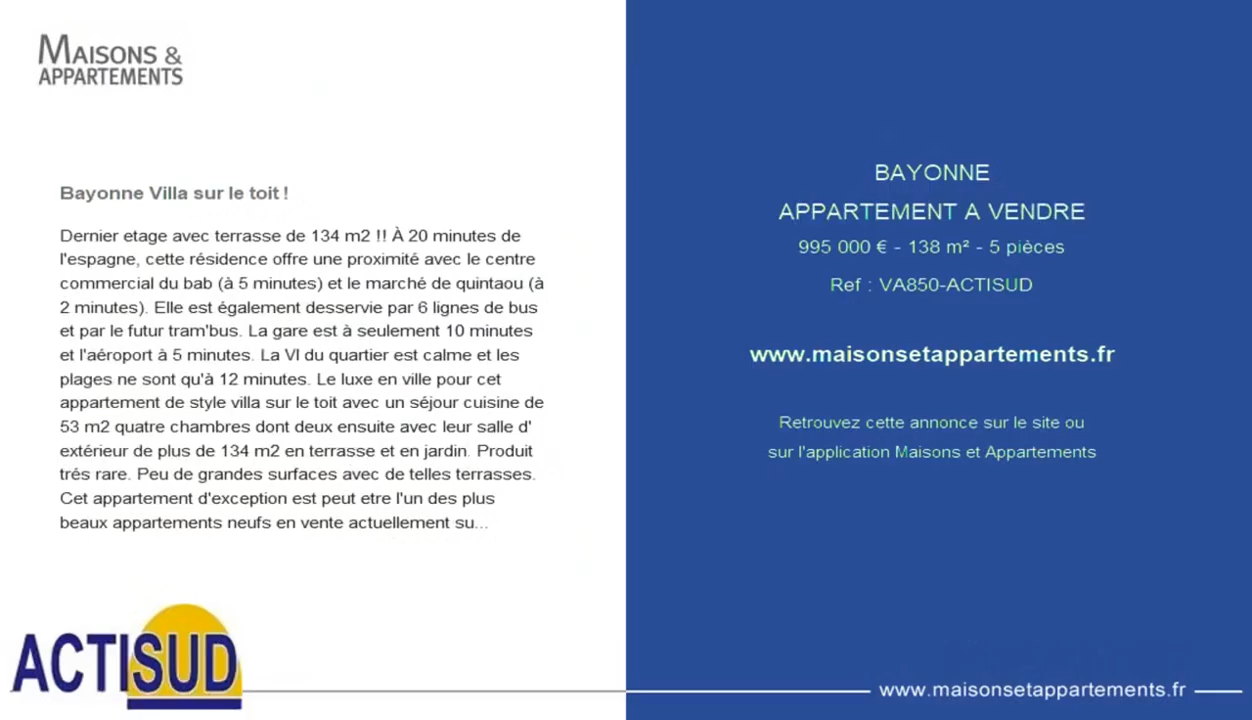 MAISONS &
APPARTEMENTS
Bayonne Villa sur le toit !
Dernier etage avec terrasse de 134 m2 !! À 20 minutes de
l'espagne, cette résidence offre une proximité avec le centre
commercial du bab (à 5 minutes) et le marché de quintaou (à
2 minutes). Elle est également desservie par 6 lignes de bus
et par le futur tram'bus. La gare est à seulement 10 minutes
et l'aéroport à 5 minutes. La VI du quartier est calme et les
plages ne sont qu'à 12 minutes. Le luxe en ville pour cet
appartement de style villa sur le toit avec un séjour cuisine de
53 m2 quatre chambres dont deux ensuite avec leur salle d'
extérieur de plus de 134 m2 en terrasse et en jardin. Produit
trés rare. Peu de grandes surfaces avec de telles terrasses.
Cet appartement d'exception est peut etre l'un des plus
beaux appartements neufs en vente actuellement su...
ACTISUD
BAYONNE
APPARTEMENT A VENDRE
995 000 € - 138 m² - 5 pièces
Ref : VA850-ACTISUD
www.maisonsetappartements.fr
Retrouvez cette annonce sur le site ou
sur l'application Maisons et Appartements
www.maisonsetappartements.fr